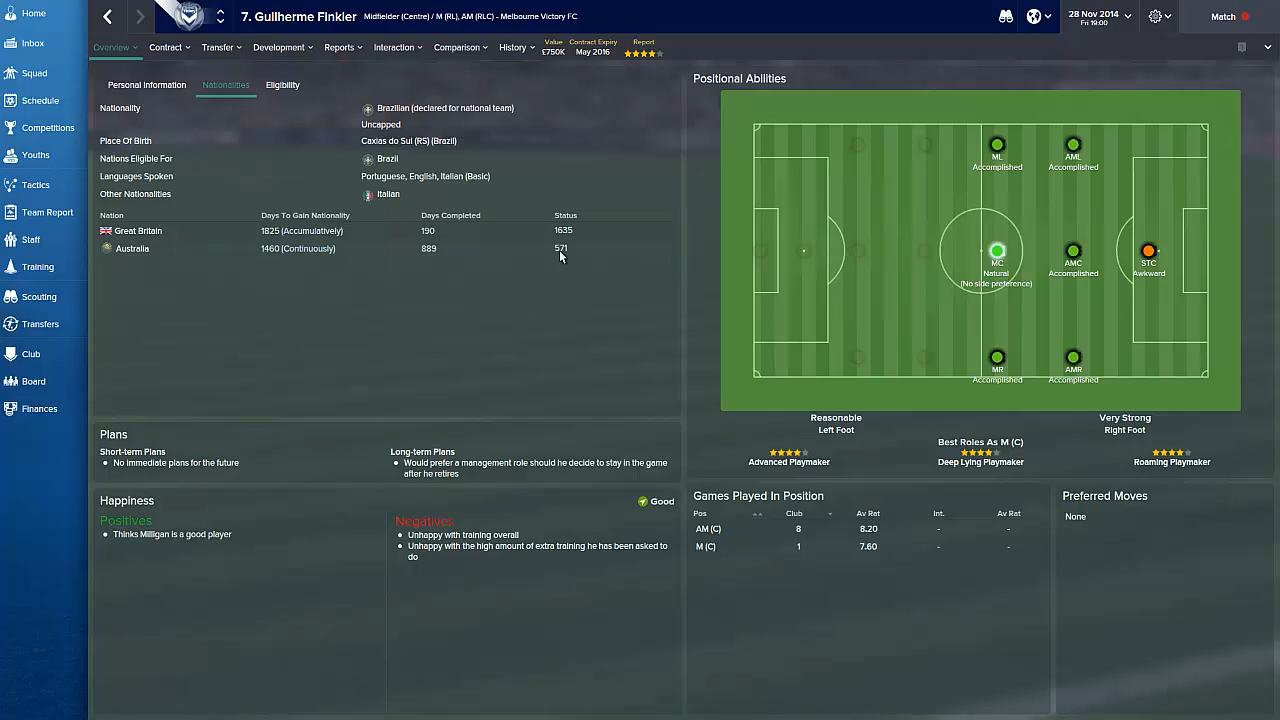 Home
Inbox
Squad
Schedule
Competitions
Youths
Tactics
Team Report
Staff
Training
Scouting
Transfers
Club
Board
Finances
7. Guilherme Finkler
Midfielder (Centre) / M (RL), AM (RLC) - Melbourne Victory FC
28 Nov 2014
Fri 19:00
Match
Overview
Contract
Transfer
Development
Reports
Interaction
Comparison
History
Value
£750K
Contract Expiry
May 2016
Report
Personal Information
Nationalities
Eligibility
Nationality
Brazilian (declared for national team)
Uncapped
Place Of Birth
Caxias do Sul (RS) (Brazil)
Nations Eligible For
Brazil
Languages Spoken
Portuguese, English, Italian (Basic)
Other Nationalities
Italian
Nation Days To Gain Nationality Days Completed Status
Great Britain 1825 (Accumulatively) 190 1635
Australia 1460 (Continuously) 889 571
Plans
Short-term Plans
No immediate plans for the future
Long-term Plans
Would prefer a management role should he decide to stay in the game
after he retires
Happiness
Good
Positives
Thinks Milligan is a good player
Negatives
Unhappy with training overall
Unhappy with the high amount of extra training he has been asked to
do
Positional Abilities
ML
Accomplished
AML
Accomplished
MC
Natural
(No side preference)
AMC
Accomplished
STC
Awkward
MR
Accomplished
AMR
Accomplished
Reasonable
Left Foot
Very Strong
Right Foot
Best Roles As M (C)
Advanced Playmaker
Deep Lying Playmaker
Roaming Playmaker
Games Played In Position
Pos Club Av Rat Int. Av Rat
AM (C) 8 8.20 - -
M (C) 1 7.60 - -
Preferred Moves
None